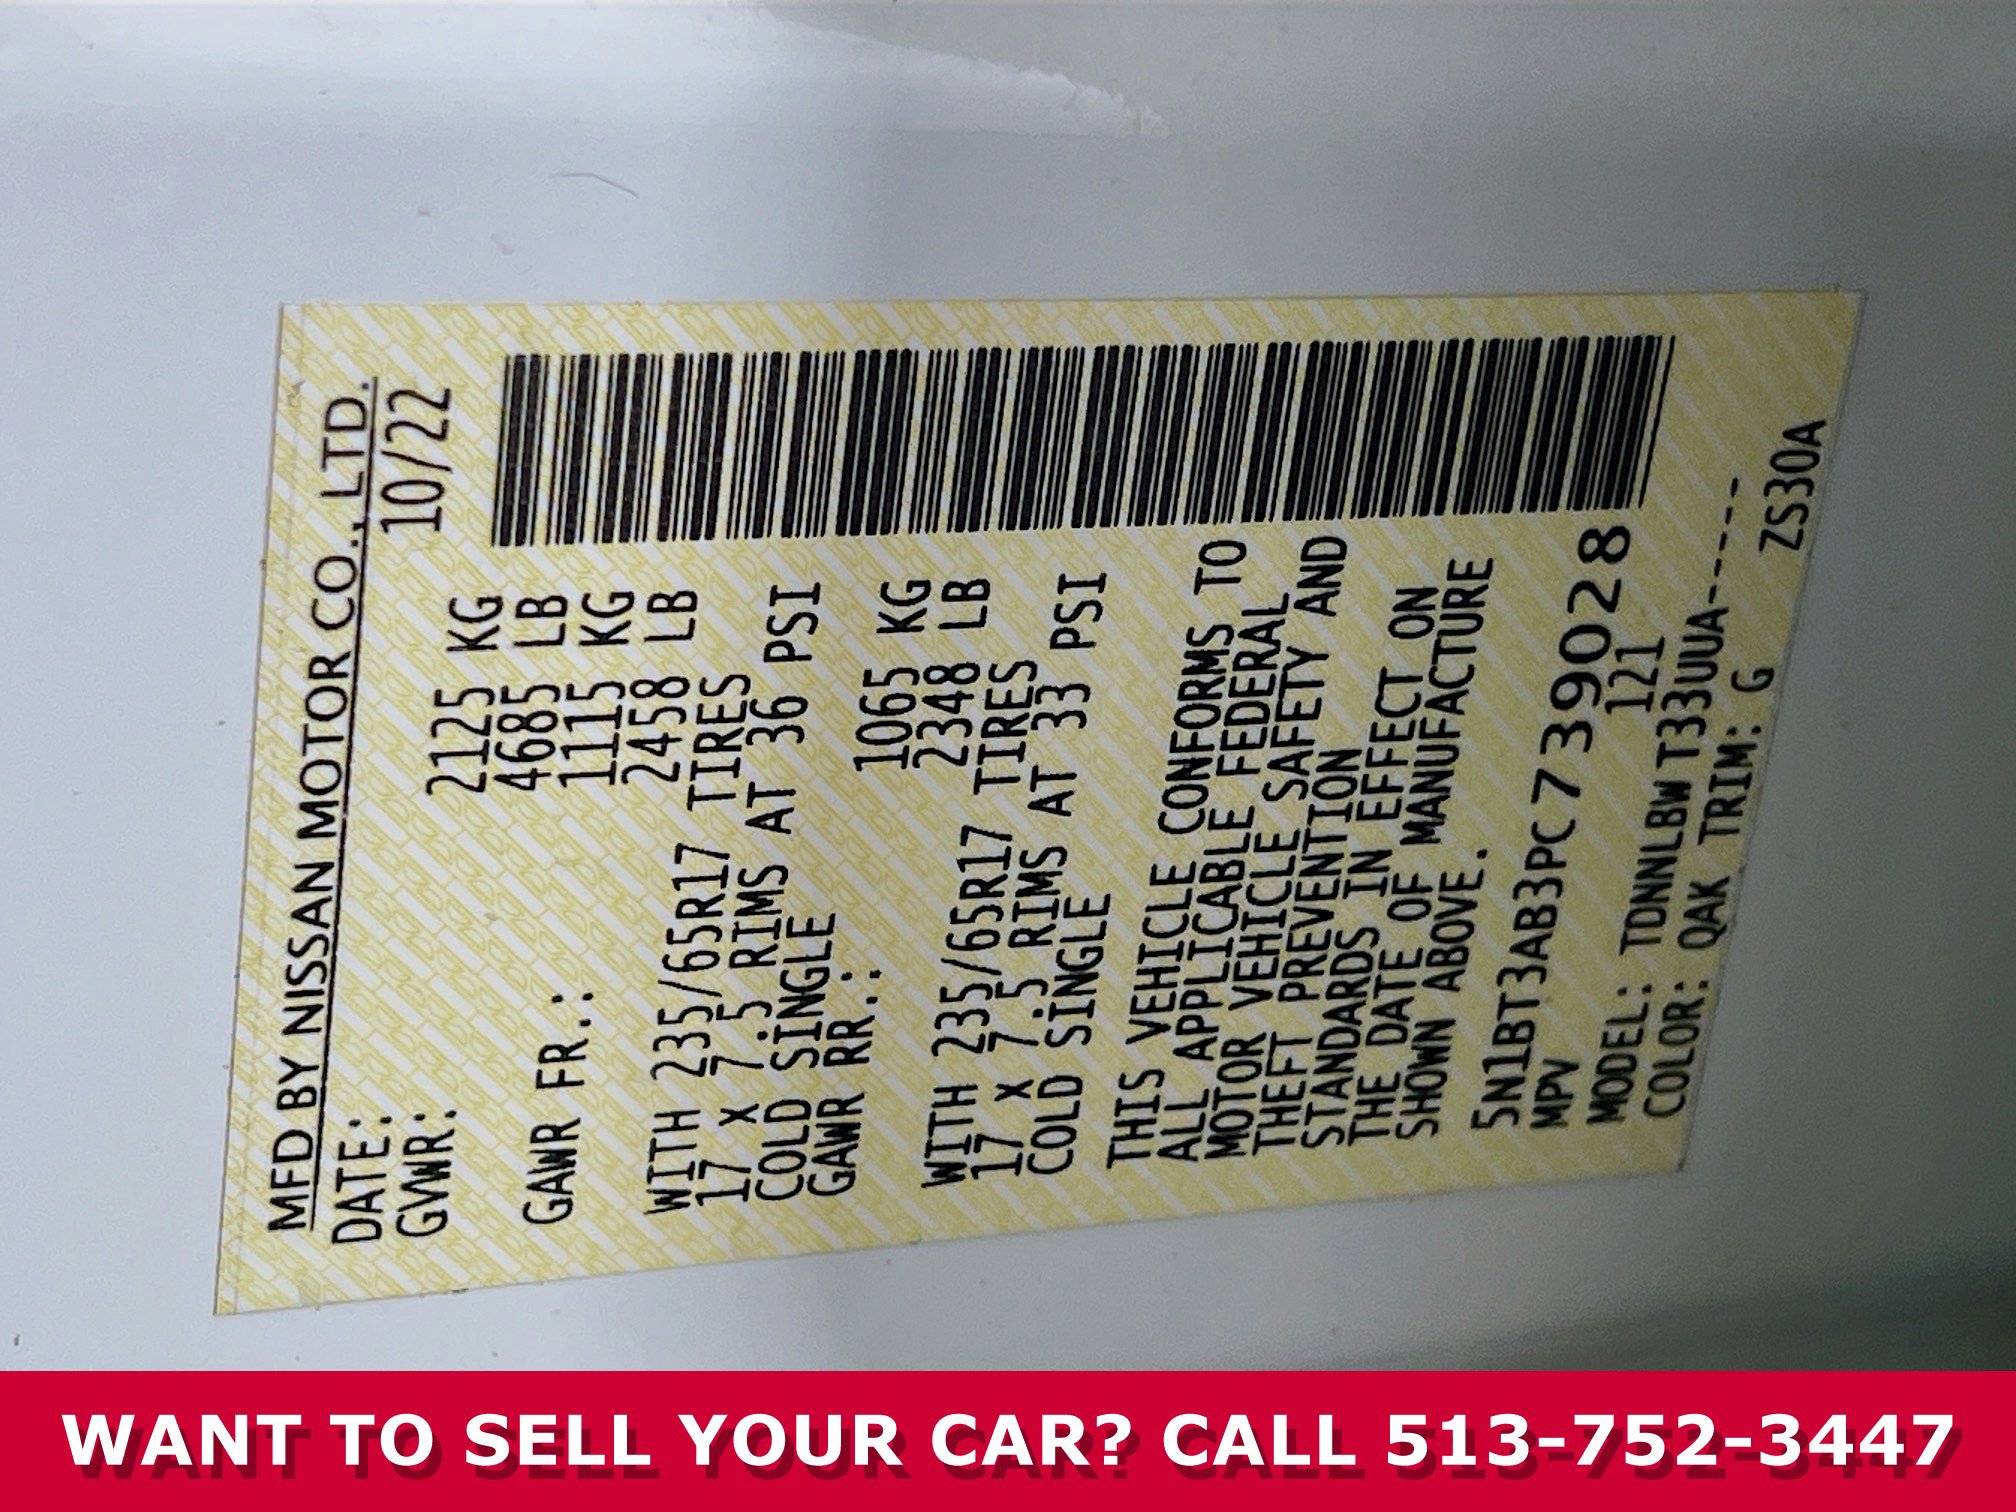 MFD BY NISSAN MOTOR CO., LTD.
DATE: 10/22
GVWR: 2125 KG
4685 LB
GAWR FR.: 1115 KG
2458 LB
WITH 235/65R17 TIRES
17 X 7.5 RIMS AT 36 PSI
COLD SINGLE
GAWR RR.: 1065 KG
2348 LB
WITH 235/65R17 TIRES
17 X 7.5 RIMS AT 33 PSI
COLD SINGLE
THIS VEHICLE CONFORMS TO
ALL APPLICABLE FEDERAL
MOTOR VEHICLE SAFETY AND
THEFT PREVENTION
STANDARDS IN EFFECT ON
THE DATE OF MANUFACTURE
SHOWN ABOVE.
5N1BT3AB3PC739028
MPV 121
MODEL: TDNNLBW T33UUA-----
COLOR: QAK TRIM: G
ZS30A
WANT TO SELL YOUR CAR? CALL 513-752-3447